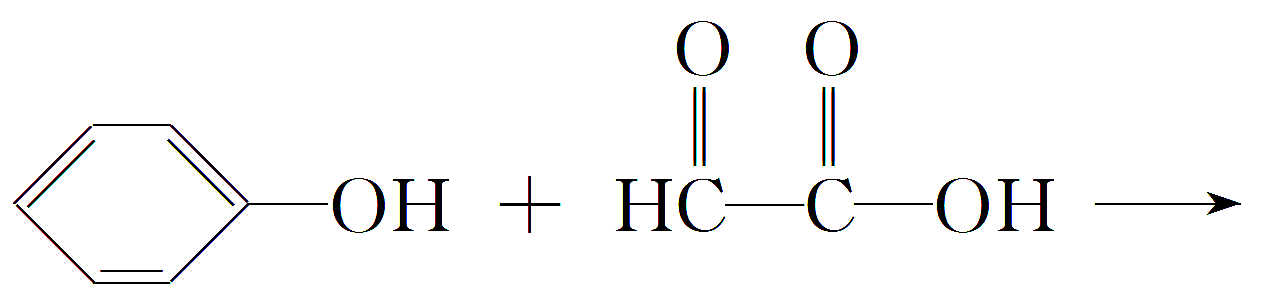 O O
OH + HC C OH